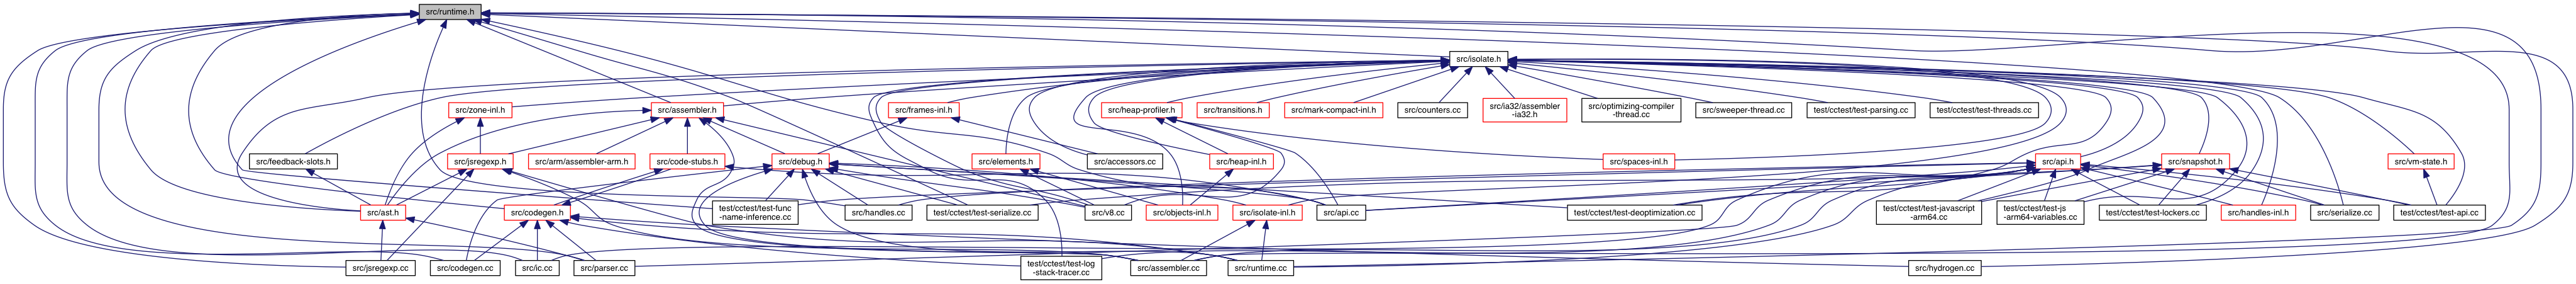 src/runtime.h
src/isolate.h
src/zone-inl.h
src/assembler.h
src/frames-inl.h
src/heap-profiler.h
src/transitions.h
src/mark-compact-inl.h
src/counters.cc
src/ia32/assembler
-ia32.h
src/optimizing-compiler
-thread.cc
src/sweeper-thread.cc
test/cctest/test-parsing.cc
test/cctest/test-threads.cc
src/feedback-slots.h
src/jsregexp.h
src/arm/assembler-arm.h
src/code-stubs.h
src/debug.h
src/elements.h
src/accessors.cc
src/heap-inl.h
src/spaces-inl.h
src/api.h
src/snapshot.h
src/vm-state.h
src/ast.h
src/codegen.h
test/cctest/test-func
-name-inference.cc
src/handles.cc
test/cctest/test-serialize.cc
src/v8.cc
src/objects-inl.h
src/isolate-inl.h
src/api.cc
test/cctest/test-deoptimization.cc
test/cctest/test-javascript
-arm64.cc
test/cctest/test-js
-arm64-variables.cc
test/cctest/test-lockers.cc
src/handles-inl.h
src/serialize.cc
test/cctest/test-api.cc
src/jsregexp.cc
src/codegen.cc
src/ic.cc
src/parser.cc
test/cctest/test-log
-stack-tracer.cc
src/assembler.cc
src/runtime.cc
src/hydrogen.cc